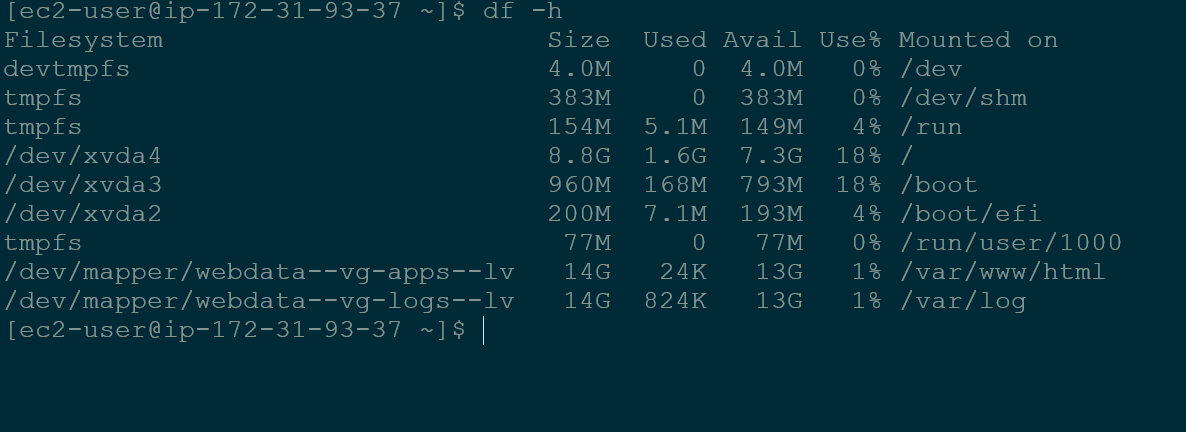 [ec2-user@ip-172-31-93-37 ~]$ df -h
Filesystem                         Size  Used Avail Use% Mounted on
devtmpfs                           4.0M     0  4.0M   0% /dev
tmpfs                              383M     0  383M   0% /dev/shm
tmpfs                              154M  5.1M  149M   4% /run
/dev/xvda4                         8.8G  1.6G  7.3G  18% /
/dev/xvda3                         960M  168M  793M  18% /boot
/dev/xvda2                         200M  7.1M  193M   4% /boot/efi
tmpfs                               77M     0   77M   0% /run/user/1000
/dev/mapper/webdata--vg-apps--lv   14G   24K   13G   1% /var/www/html
/dev/mapper/webdata--vg-logs--lv   14G  824K   13G   1% /var/log
[ec2-user@ip-172-31-93-37 ~]$